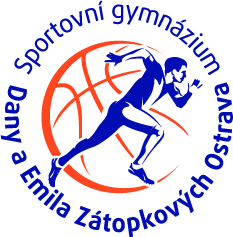 Sportovní gymnázium
Dany a Emila Zátopkových Ostrava